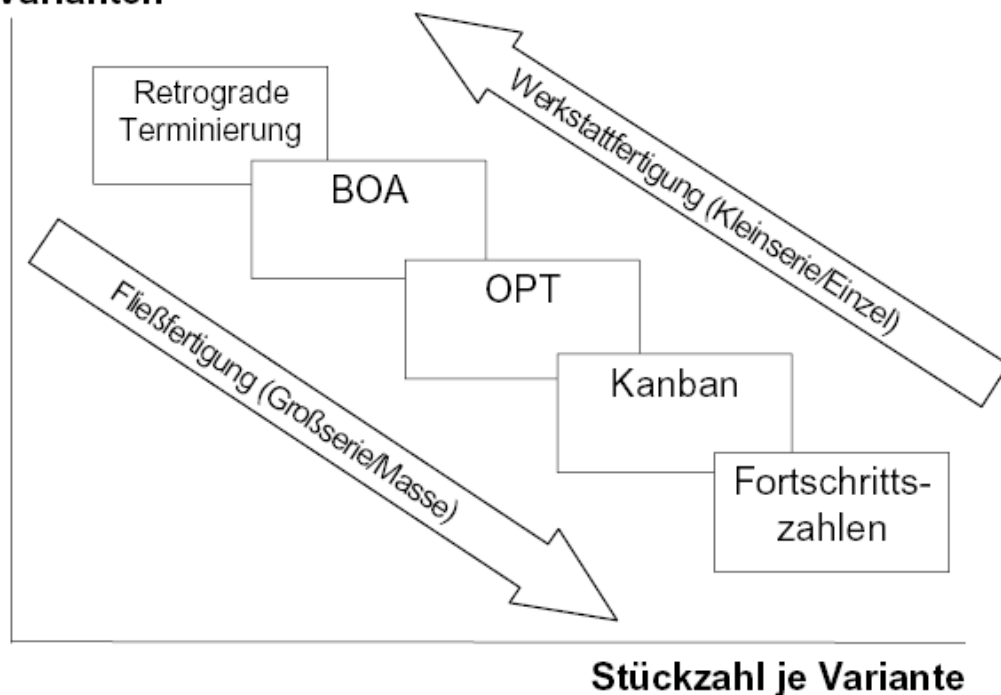 Varianten
Retrograde
Terminierung
Werkstattfertigung (Kleinserie/Einzel)
BOA
OPT
Fließfertigung (Großserie/Masse)
Kanban
Fortschritts-
zahlen
Stückzahl je Variante